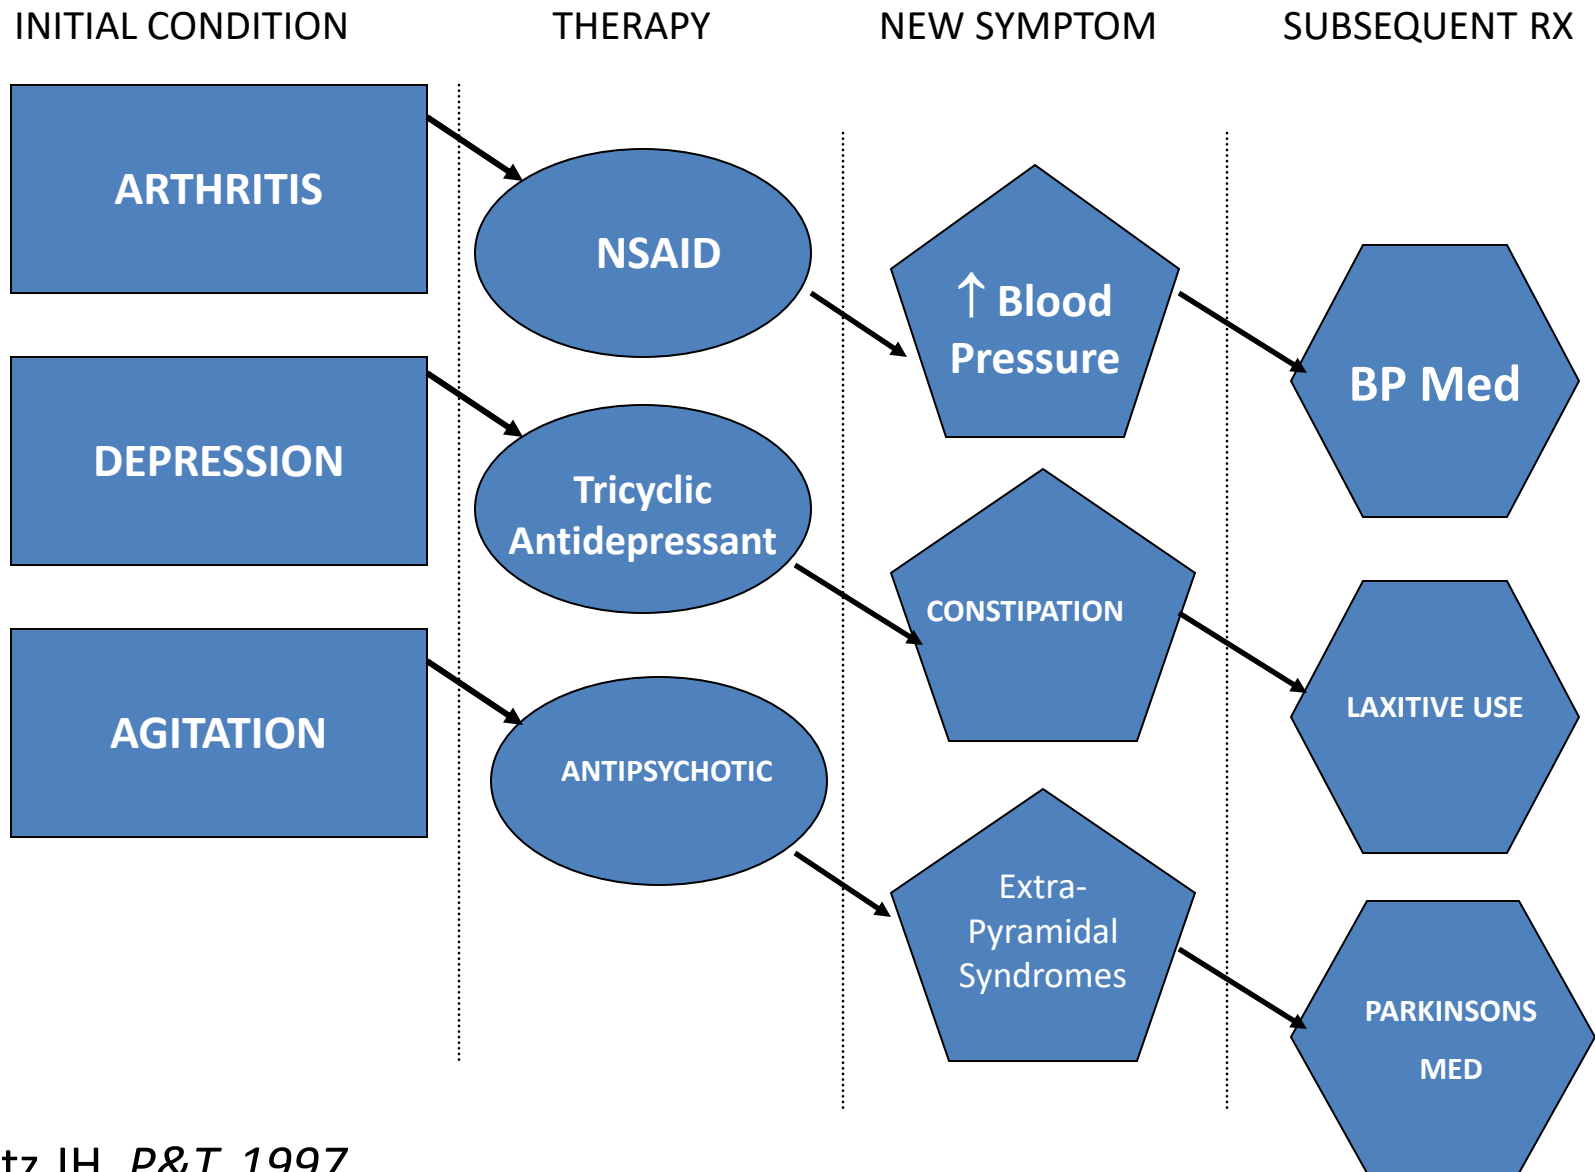 INITIAL CONDITION
THERAPY
NEW SYMPTOM
SUBSEQUENT RX
ARTHRITIS
NSAID
↑ Blood
Pressure
BP Med
DEPRESSION
Tricyclic
Antidepressant
CONSTIPATION
LAXITIVE USE
AGITATION
ANTIPSYCHOTIC
Extra-
Pyramidal
Syndromes
PARKINSONS
MED
JH, P&T, 1997